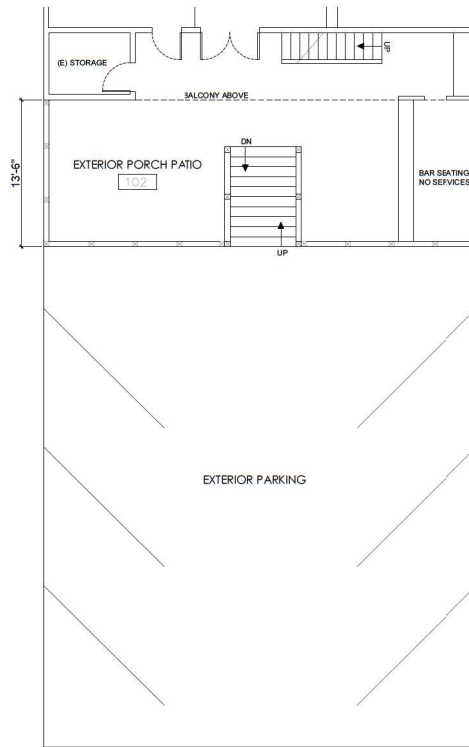 UP
(E) STORAGE
BALCONY ABOVE
13'-6"
DN
EXTERIOR PORCH PATIO
102
BAR SEATING
NO SERVICES
UP
EXTERIOR PARKING